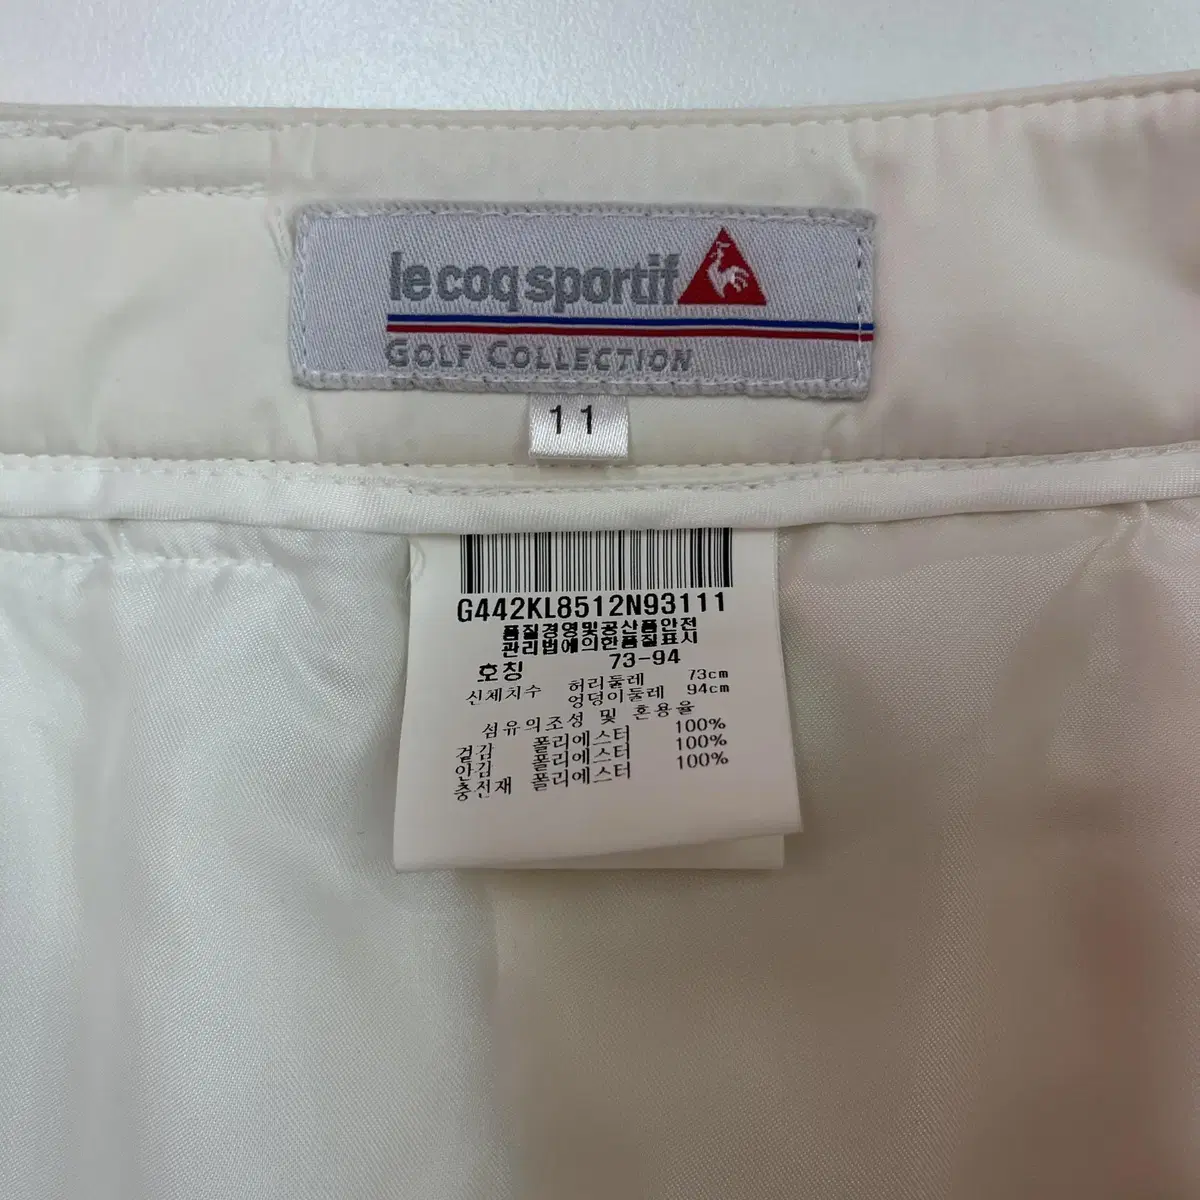 le coq sportif
GOLF COLLECTION
11
G442KL8512N93111
품질경영및공산품안전
관리법에의한품질표시
호칭 73-94
신체치수 허리둘레 73cm
엉덩이둘레 94cm
섬유의조성 및 혼용율
겉감 폴리에스터 100%
안감 폴리에스터 100%
충전재 폴리에스터 100%